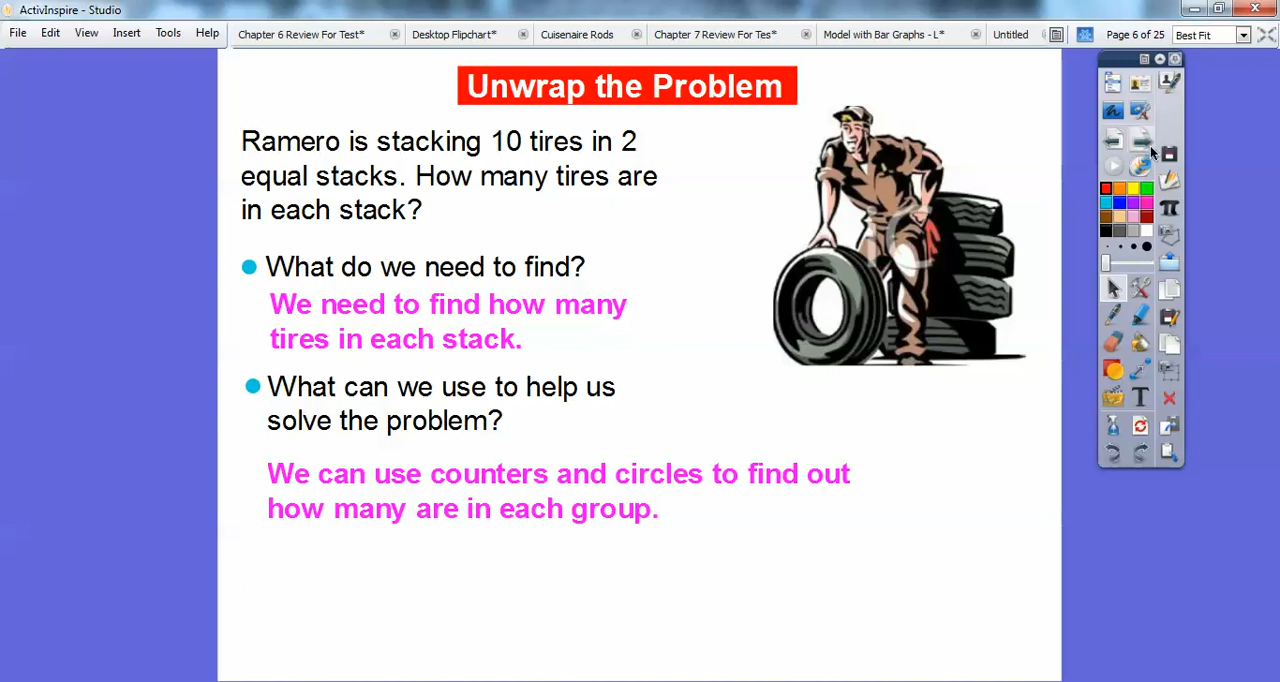 ActivInspire - Studio
File Edit View Insert Tools Help
Chapter 6 Review For Test* Desktop Flipchart* Cuisenaire Rods Chapter 7 Review For Tes* Model with Bar Graphs - L* Untitled Page 6 of 25 Best Fit
Unwrap the Problem
Ramero is stacking 10 tires in 2
equal stacks. How many tires are
in each stack?
What do we need to find?
We need to find how many
tires in each stack.
What can we use to help us
solve the problem?
We can use counters and circles to find out
how many are in each group.